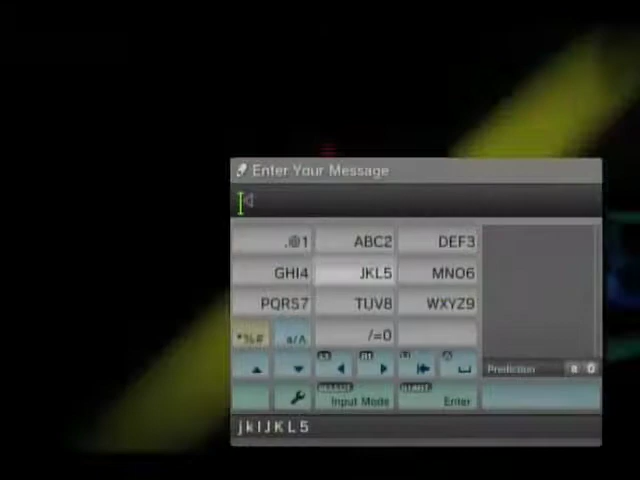 Enter Your Message
.@1 ABC2 DEF3
GHI4 JKL5 MNO6
PQRS7 TUV8 WXYZ9
*%# a/A /=0
Prediction
Input Mode Enter
jklJKL5